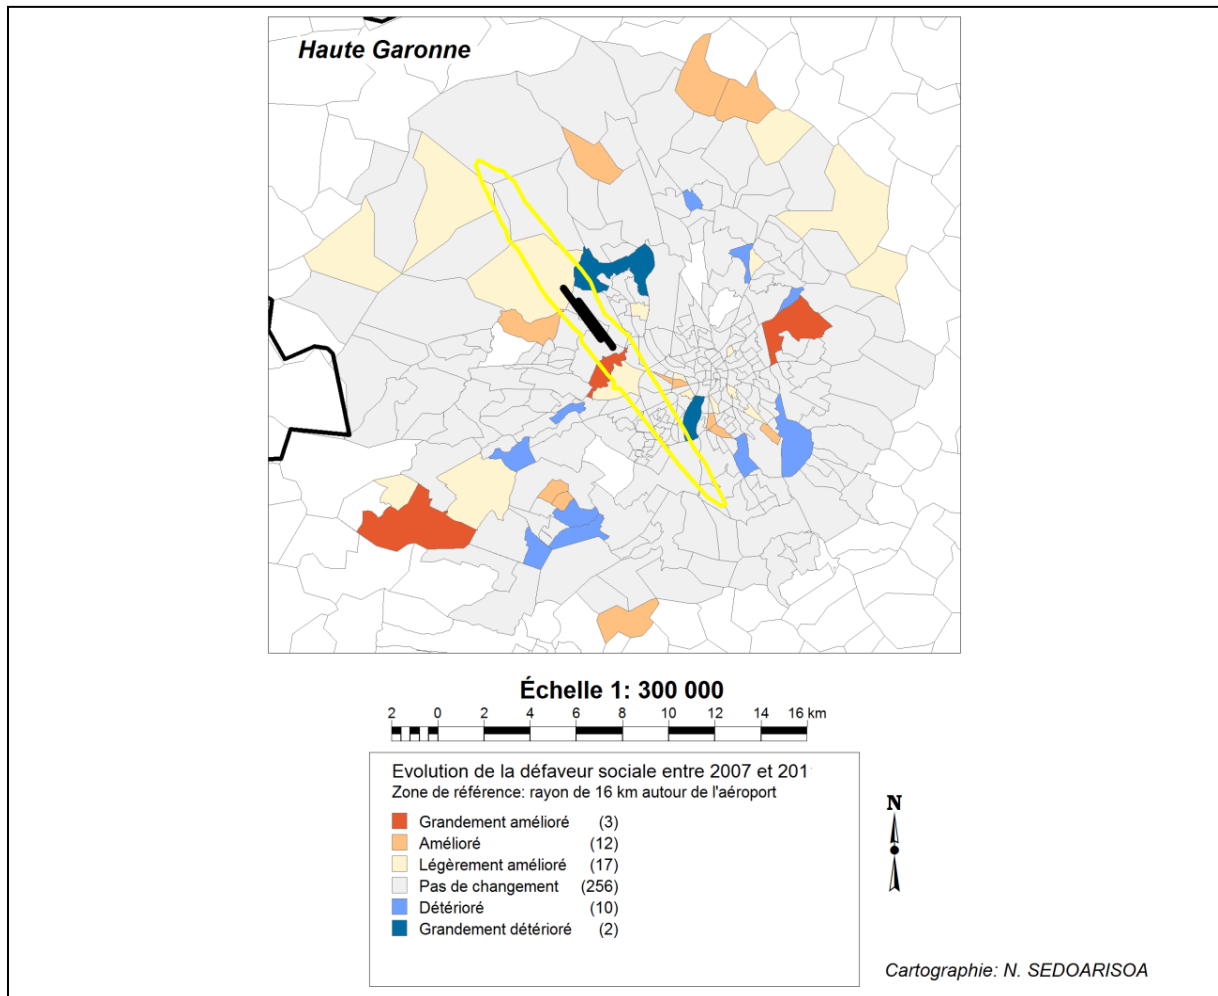 Haute Garonne
Échelle 1: 300 000
2 0 2 4 6 8 10 12 14 16 km
Evolution de la défaveur sociale entre 2007 et 201
Zone de référence: rayon de 16 km autour de l'aéroport
Grandement amélioré (3)
Amélioré (12)
Légèrement amélioré (17)
Pas de changement (256)
Détérioré (10)
Grandement détérioré (2)
N
Cartographie: N. SEDOARISOA